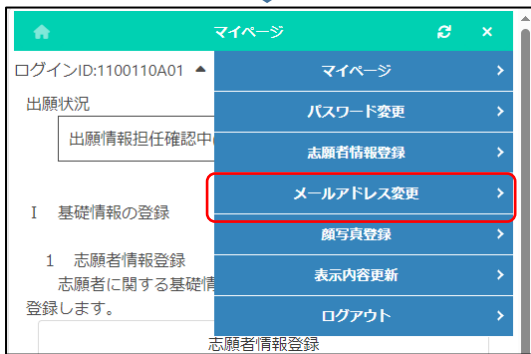 マイページ
ログインID:1100110A01 ▲
マイページ
出願状況
パスワード変更
出願情報担任確認中
志願者情報登録
メールアドレス変更
I 基礎情報の登録
顔写真登録
1 志願者情報登録
表示内容更新
志願者に関する基礎情
登録します。
ログアウト
志願者情報登録